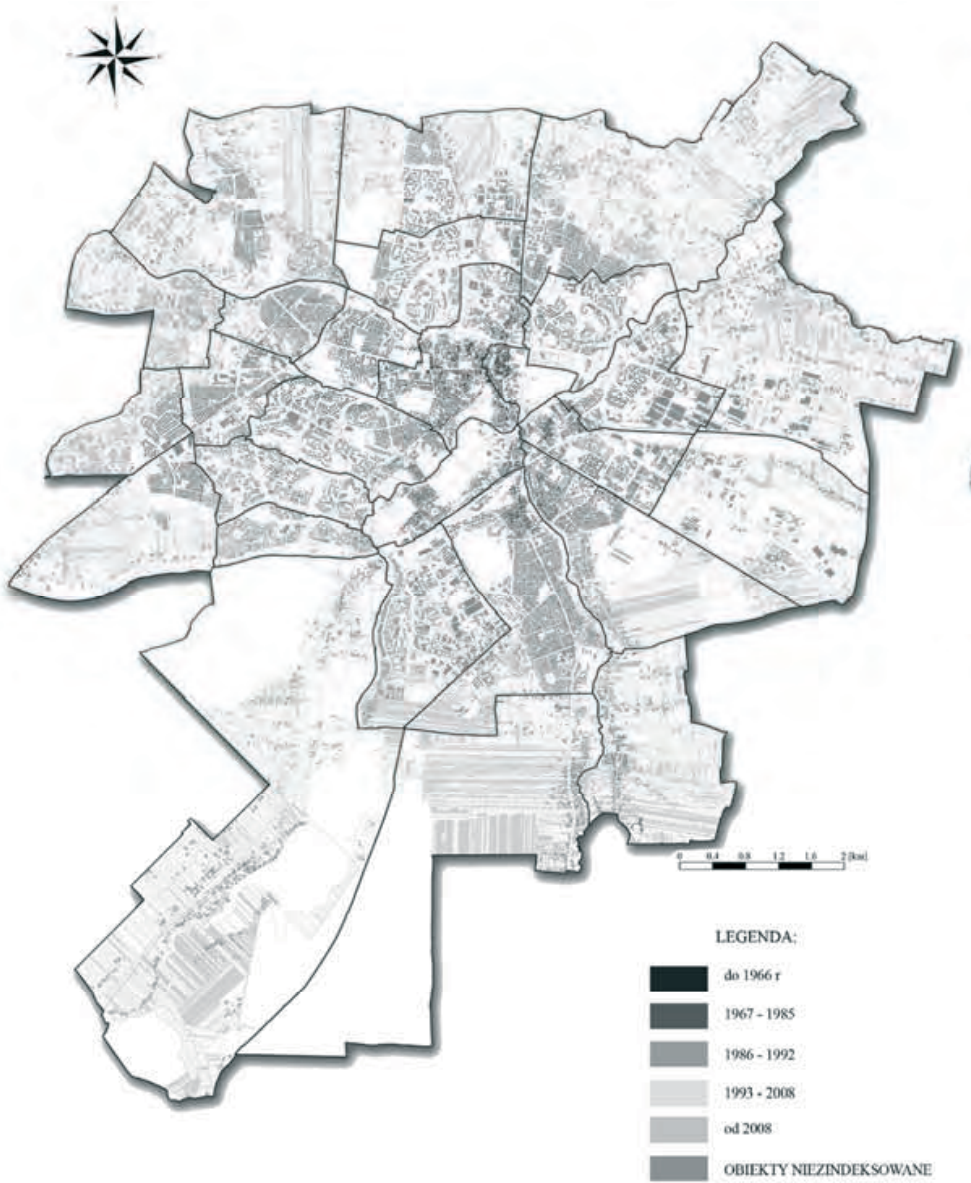 0 0.4 0.8 1.2 1.6 2 [km]
LEGENDA:
do 1966 r
1967 - 1985
1986 - 1992
1993 - 2008
od 2008
OBIEKTY NIEZINDEKSOWANE